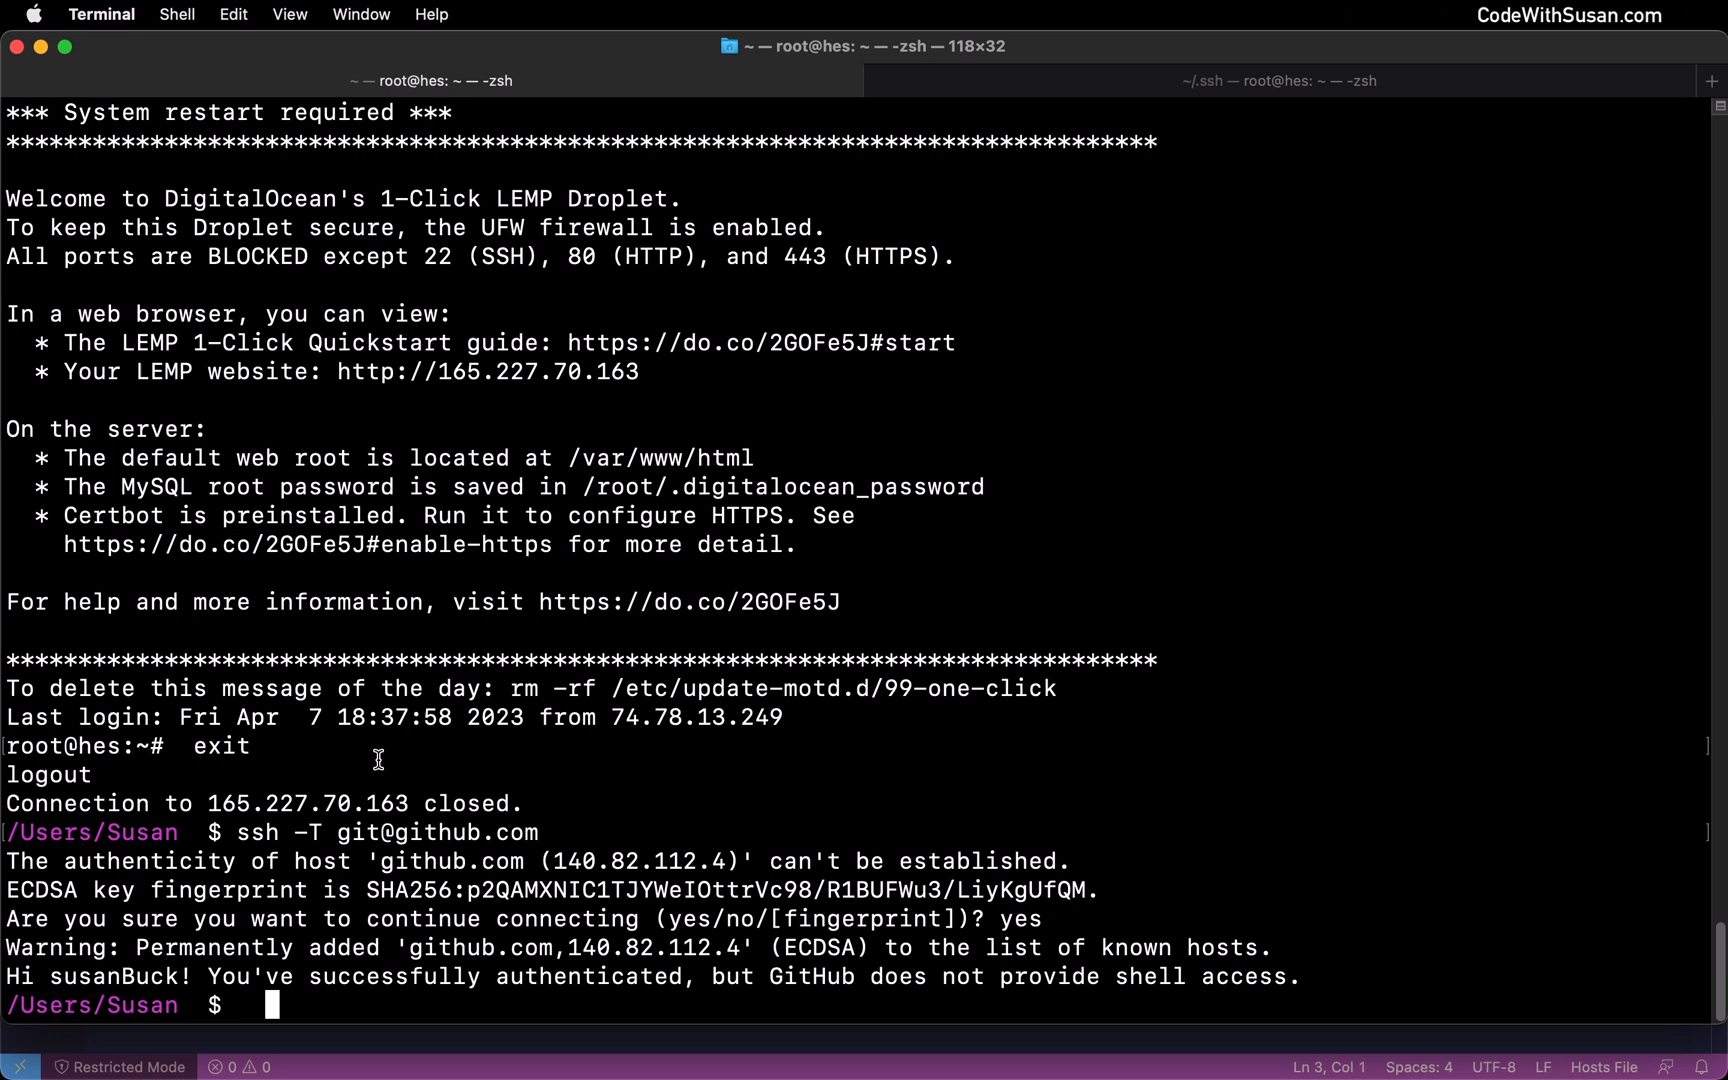 Terminal Shell Edit View Window Help CodeWithSusan.com
~ — root@hes: ~ — -zsh — 118×32
~ — root@hes: ~ — -zsh ~/.ssh — root@hes: ~ — -zsh +
*** System restart required ***
********************************************************************************
Welcome to DigitalOcean's 1-Click LEMP Droplet.
To keep this Droplet secure, the UFW firewall is enabled.
All ports are BLOCKED except 22 (SSH), 80 (HTTP), and 443 (HTTPS).
In a web browser, you can view:
* The LEMP 1-Click Quickstart guide: https://do.co/2GOFe5J#start
* Your LEMP website: http://165.227.70.163
On the server:
* The default web root is located at /var/www/html
* The MySQL root password is saved in /root/.digitalocean_password
* Certbot is preinstalled. Run it to configure HTTPS. See
https://do.co/2GOFe5J#enable-https for more detail.
For help and more information, visit https://do.co/2GOFe5J
********************************************************************************
To delete this message of the day: rm -rf /etc/update-motd.d/99-one-click
Last login: Fri Apr  7 18:37:58 2023 from 74.78.13.249
[root@hes:~#  exit ]
logout
Connection to 165.227.70.163 closed.
[/Users/Susan  $ ssh -T git@github.com ]
The authenticity of host 'github.com (140.82.112.4)' can't be established.
ECDSA key fingerprint is SHA256:p2QAMXNIC1TJYWeIOttrVc98/R1BUFWu3/LiyKgUfQM.
Are you sure you want to continue connecting (yes/no/[fingerprint])? yes
Warning: Permanently added 'github.com,140.82.112.4' (ECDSA) to the list of known hosts.
Hi susanBuck! You've successfully authenticated, but GitHub does not provide shell access.
/Users/Susan  $
Restricted Mode 0 0 Ln 3, Col 1 Spaces: 4 UTF-8 LF Hosts File